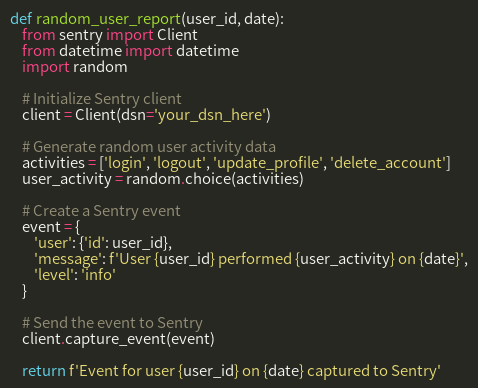 def random_user_report(user_id, date):
    from sentry import Client
    from datetime import datetime
    import random

    # Initialize Sentry client
    client = Client(dsn='your_dsn_here')

    # Generate random user activity data
    activities = ['login', 'logout', 'update_profile', 'delete_account']
    user_activity = random.choice(activities)

    # Create a Sentry event
    event = {
        'user': {'id': user_id},
        'message': f'User {user_id} performed {user_activity} on {date}',
        'level': 'info'
    }

    # Send the event to Sentry
    client.capture_event(event)

    return f'Event for user {user_id} on {date} captured to Sentry'